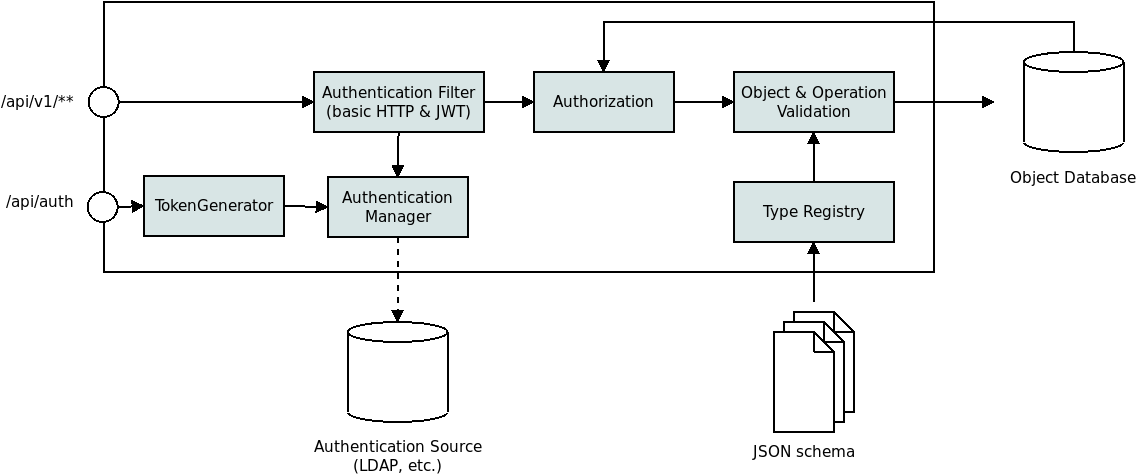 /api/v1/**
Authentication Filter
(basic HTTP & JWT)
Authorization
Object & Operation
Validation
Object Database
/api/auth
TokenGenerator
Authentication
Manager
Type Registry
Authentication Source
(LDAP, etc.)
JSON schema